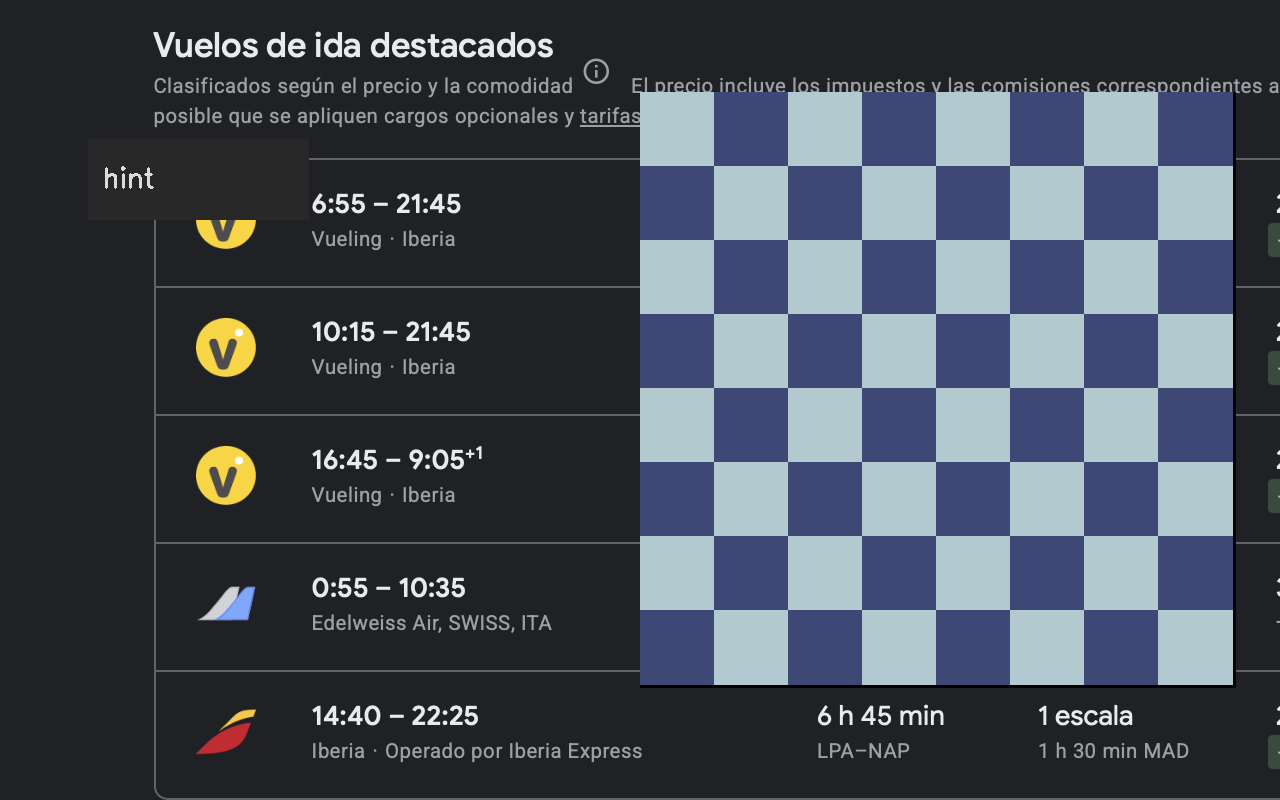 Vuelos de ida destacados
Clasificados según el precio y la comodidad El precio incluye los impuestos y las comisiones correspondientes a
posible que se apliquen cargos opcionales y tarifas
hint
6:55 – 21:45
Vueling · Iberia
10:15 – 21:45
Vueling · Iberia
16:45 – 9:05+1
Vueling · Iberia
0:55 – 10:35
Edelweiss Air, SWISS, ITA
14:40 – 22:25 6 h 45 min 1 escala
Iberia · Operado por Iberia Express LPA–NAP 1 h 30 min MAD